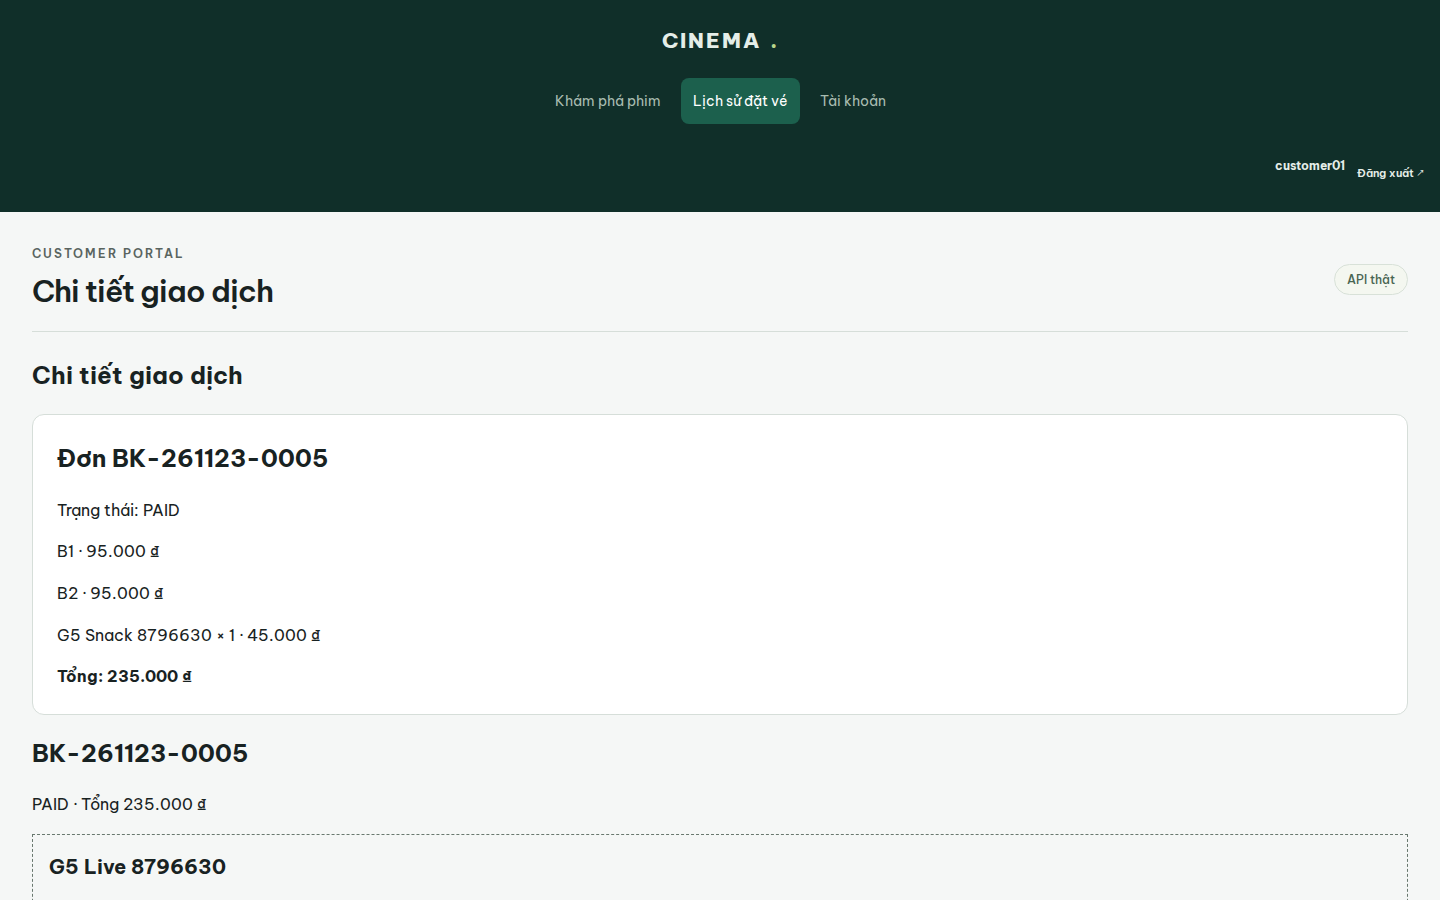 CINEMA .
Khám phá phim
Lịch sử đặt vé
Tài khoản
customer01
Đăng xuất ↗
CUSTOMER PORTAL
Chi tiết giao dịch
API thật
Chi tiết giao dịch
Đơn BK-261123-0005
Trạng thái: PAID
B1 · 95.000 ₫
B2 · 95.000 ₫
G5 Snack 8796630 × 1 · 45.000 ₫
Tổng: 235.000 ₫
BK-261123-0005
PAID · Tổng 235.000 ₫
G5 Live 8796630